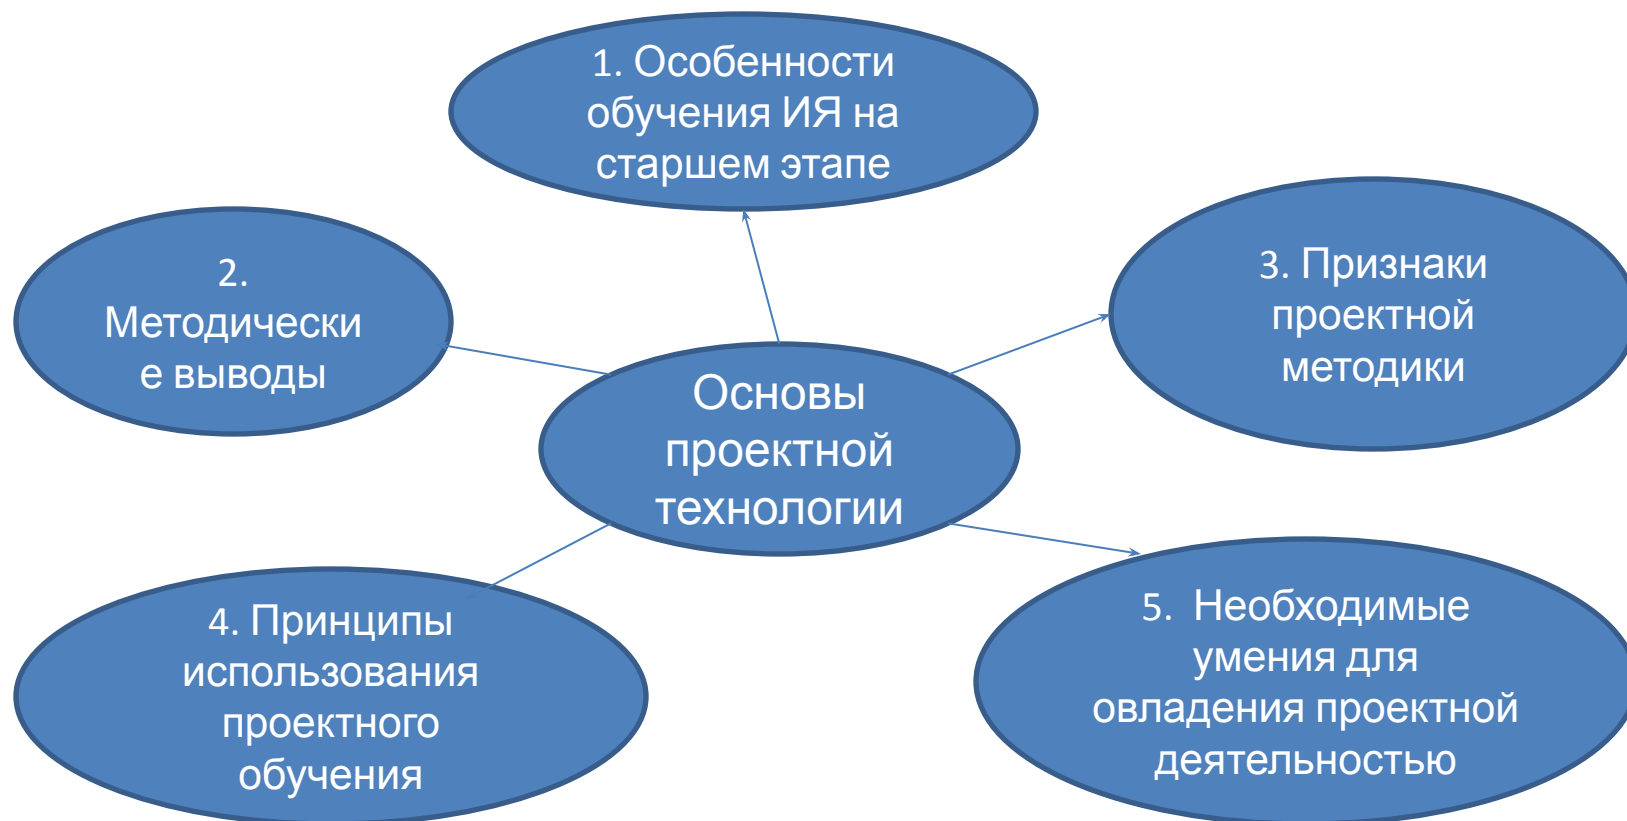 1. Особенности
обучения ИЯ на
старшем этапе
2.
Методически
е выводы
3. Признаки
проектной
методики
Основы
проектной
технологии
4. Принципы
использования
проектного
обучения
5. Необходимые
умения для
овладения проектной
деятельностью